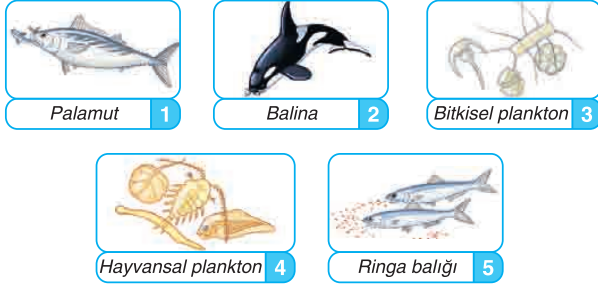 Palamut 1
Balina 2
Bitkisel plankton 3
Hayvansal plankton 4
Ringa balığı 5